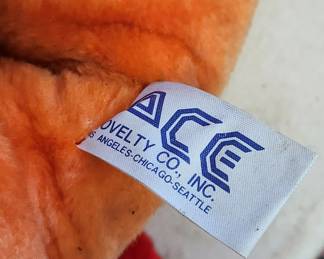 ACE
OVELTY CO., INC.
S ANGELES-CHICAGO-SEATTLE